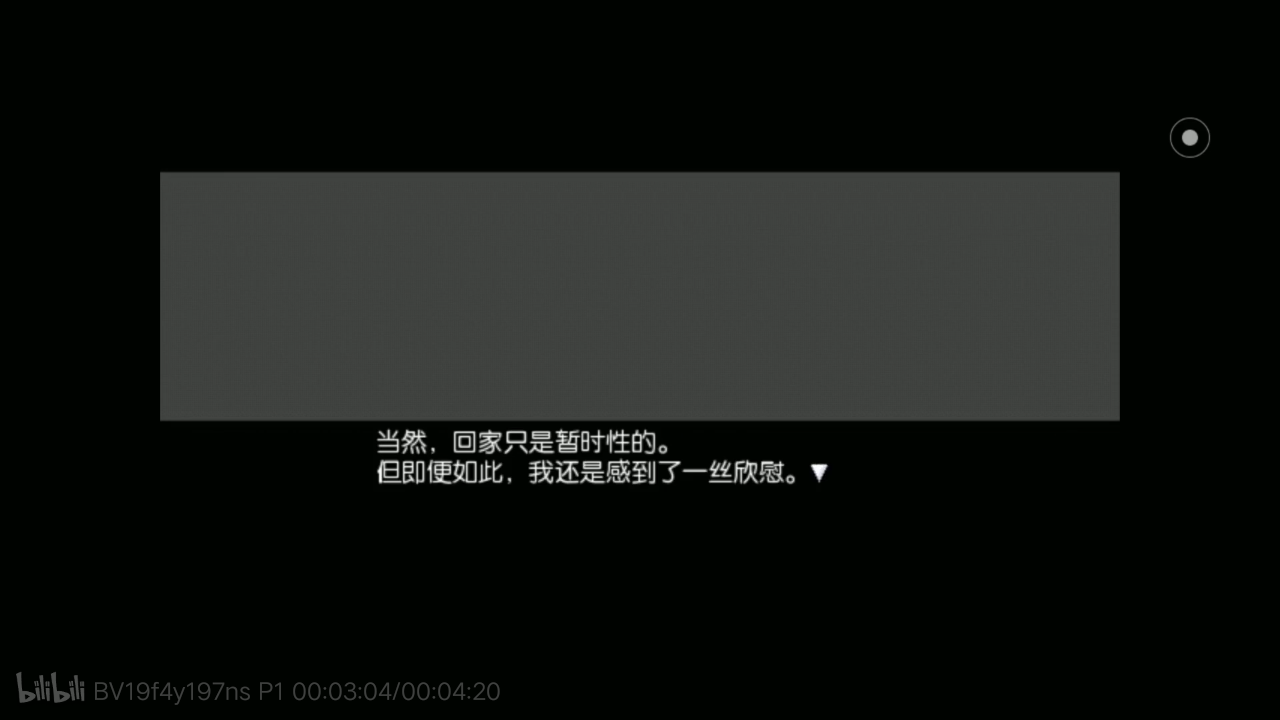 当然，回家只是暂时性的。
但即便如此，我还是感到了一丝欣慰。▼
bilibili BV19f4y197ns P1 00:03:04/00:04:20